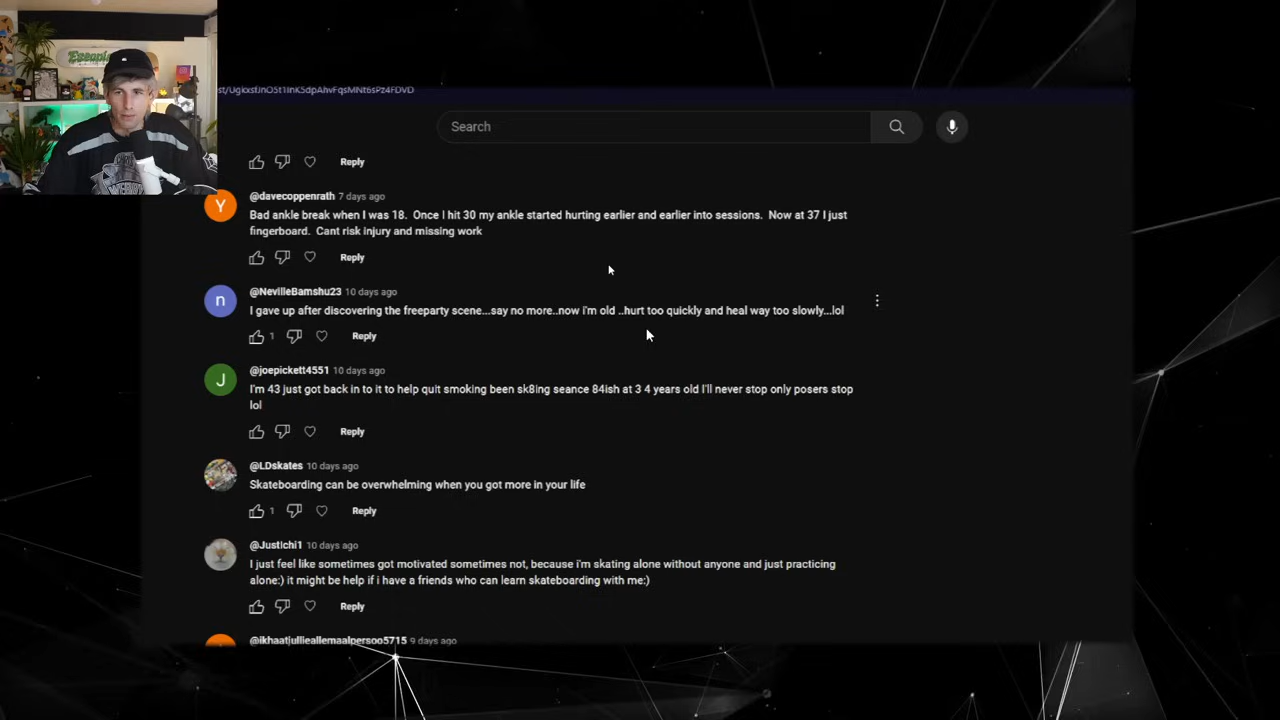 st/UgkxstJnO5t1lnK5dpAhvFqsMNt6sPz4FDVD
Search
Reply
@davecoppenrath 7 days ago
Bad ankle break when I was 18. Once I hit 30 my ankle started hurting earlier and earlier into sessions. Now at 37 I just
fingerboard. Cant risk injury and missing work
Reply
@NevilleBamshu23 10 days ago
I gave up after discovering the freeparty scene...say no more..now i'm old ..hurt too quickly and heal way too slowly...lol
1 Reply
@joepickett4551 10 days ago
I'm 43 just got back in to it to help quit smoking been sk8ing seance 84ish at 3 4 years old I'll never stop only posers stop
lol
Reply
@LDskates 10 days ago
Skateboarding can be overwhelming when you got more in your life
1 Reply
@Justichi1 10 days ago
I just feel like sometimes got motivated sometimes not, because i'm skating alone without anyone and just practicing
alone:) it might be help if i have a friends who can learn skateboarding with me:)
Reply
@ikhaatjullieallemaalpersoo5715 9 days ago